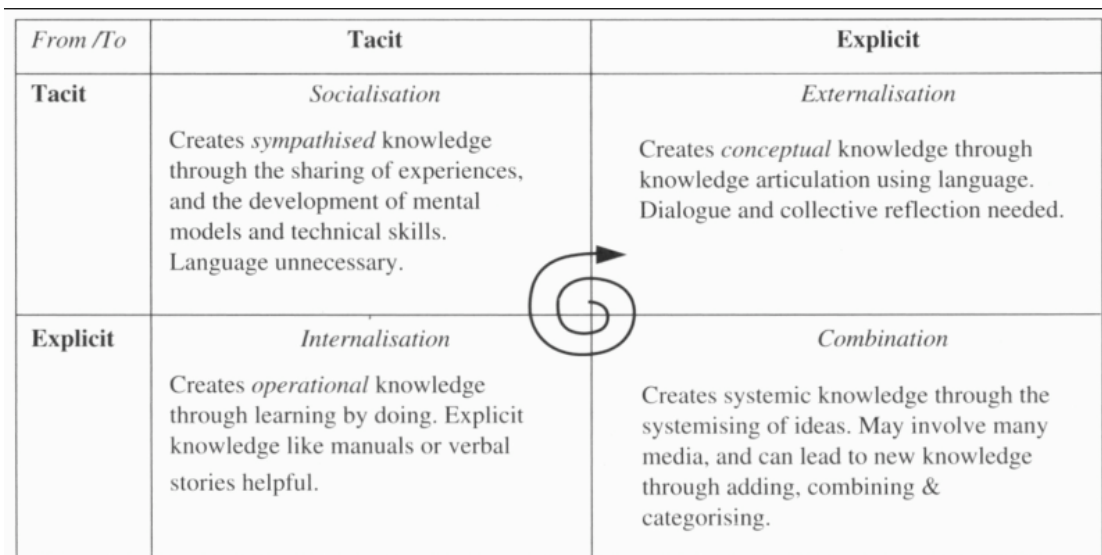 From /To
Tacit
Explicit
Tacit
Socialisation
Creates sympathised knowledge
through the sharing of experiences,
and the development of mental
models and technical skills.
Language unnecessary.
Externalisation
Creates conceptual knowledge through
knowledge articulation using language.
Dialogue and collective reflection needed.
Explicit
Internalisation
Creates operational knowledge
through learning by doing. Explicit
knowledge like manuals or verbal
stories helpful.
Combination
Creates systemic knowledge through the
systemising of ideas. May involve many
media, and can lead to new knowledge
through adding, combining &
categorising.